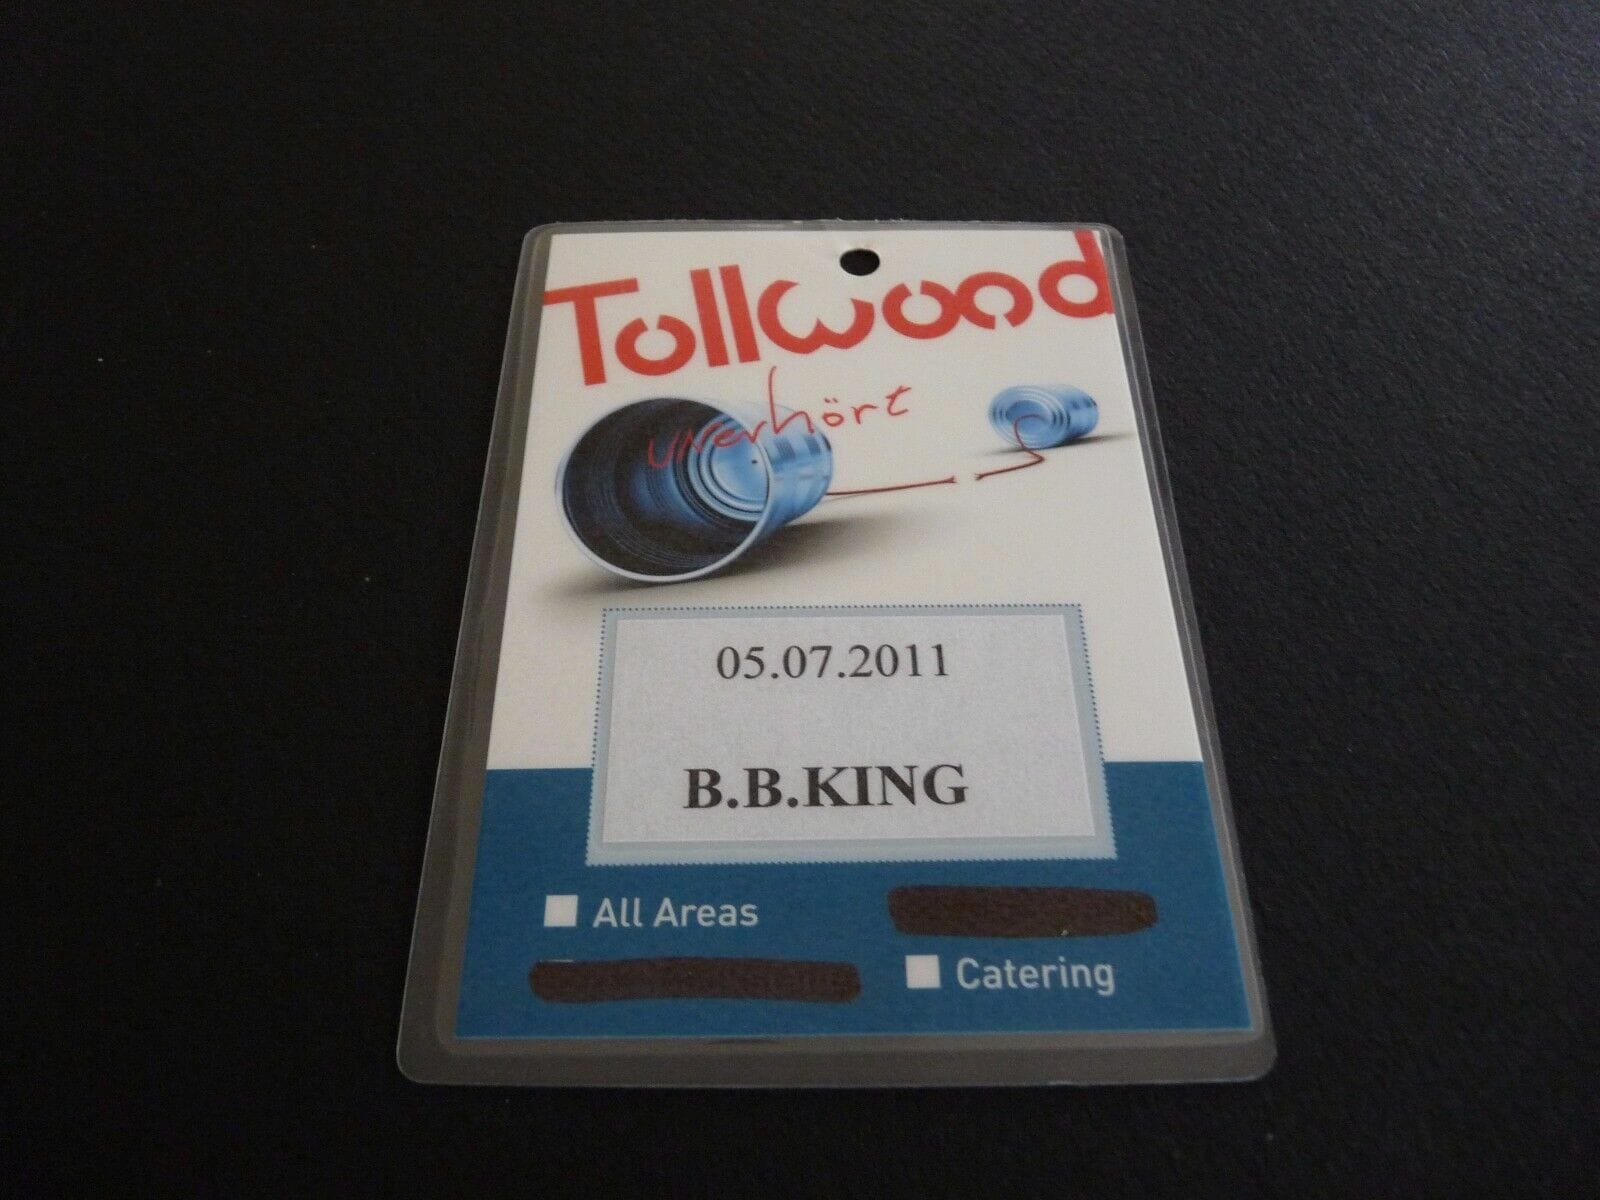 Tollwood
unerhört
05.07.2011
B.B.KING
All Areas
Catering